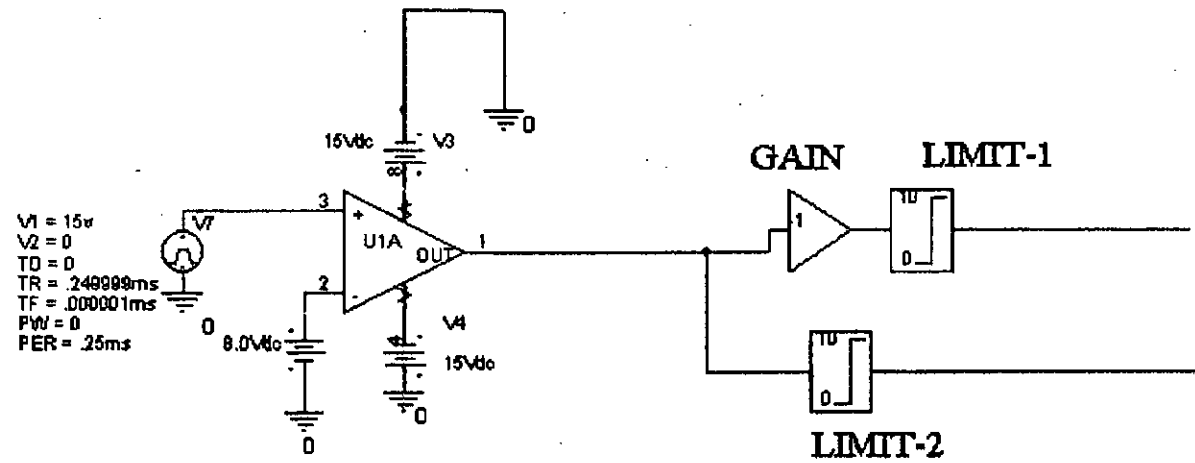 0
15Vdc
V3
8
GAIN
LIMIT-1
V1 = 15v
V2 = 0
TD = 0
TR = .249999ms
TF = .000001ms
PW = 0
PER = .25ms
V7
0
3
+
U1A
OUT
1
2
-
8.0Vdc
0
V4
4
15Vdc
0
1
10
0
10
0
LIMIT-2